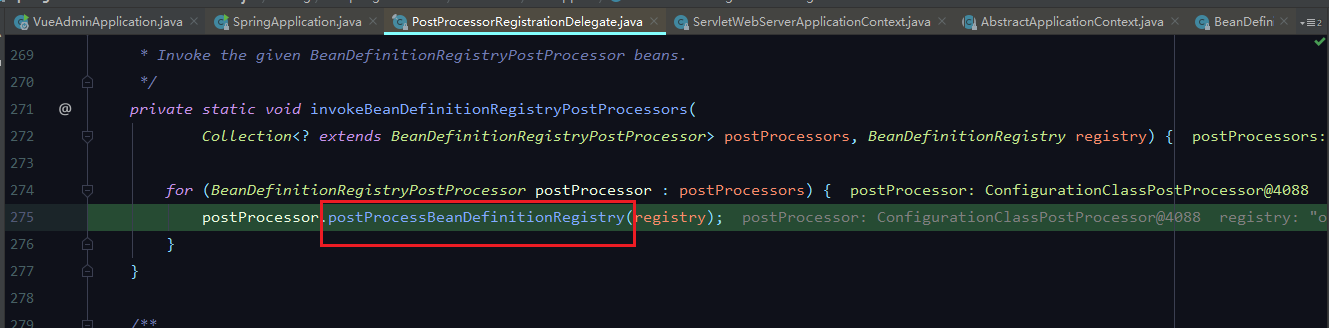 VueAdminApplication.java × SpringApplication.java × PostProcessorRegistrationDelegate.java × ServletWebServerApplicationContext.java × AbstractApplicationContext.java × BeanDefini 2
269 * Invoke the given BeanDefinitionRegistryPostProcessor beans.
270 */
271 @ private static void invokeBeanDefinitionRegistryPostProcessors(
272 Collection<? extends BeanDefinitionRegistryPostProcessor> postProcessors, BeanDefinitionRegistry registry) { postProcessors:
273
274 for (BeanDefinitionRegistryPostProcessor postProcessor : postProcessors) { postProcessor: ConfigurationClassPostProcessor@4088
275 postProcessor.postProcessBeanDefinitionRegistry(registry); postProcessor: ConfigurationClassPostProcessor@4088 registry: "o
276 }
277 }
278
279 /**